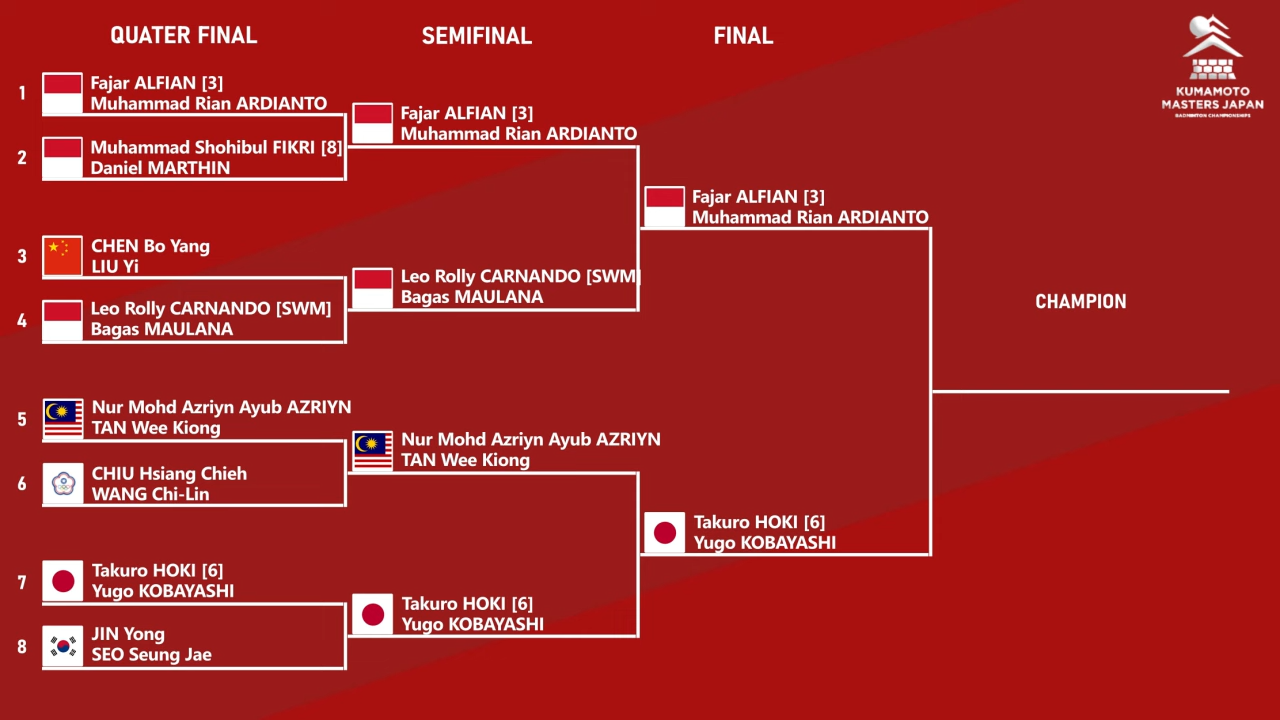 QUATER FINAL
SEMIFINAL
FINAL
KUMAMOTO
MASTERS JAPAN
BADMINTON CHAMPIONSHIPS
1
Fajar ALFIAN [3]
Muhammad Rian ARDIANTO
2
Muhammad Shohibul FIKRI [8]
Daniel MARTHIN
3
CHEN Bo Yang
LIU Yi
4
Leo Rolly CARNANDO [SWM]
Bagas MAULANA
5
Nur Mohd Azriyn Ayub AZRIYN
TAN Wee Kiong
6
CHIU Hsiang Chieh
WANG Chi-Lin
7
Takuro HOKI [6]
Yugo KOBAYASHI
8
JIN Yong
SEO Seung Jae
Fajar ALFIAN [3]
Muhammad Rian ARDIANTO
Leo Rolly CARNANDO [SWM]
Bagas MAULANA
Nur Mohd Azriyn Ayub AZRIYN
TAN Wee Kiong
Takuro HOKI [6]
Yugo KOBAYASHI
Fajar ALFIAN [3]
Muhammad Rian ARDIANTO
Takuro HOKI [6]
Yugo KOBAYASHI
CHAMPION